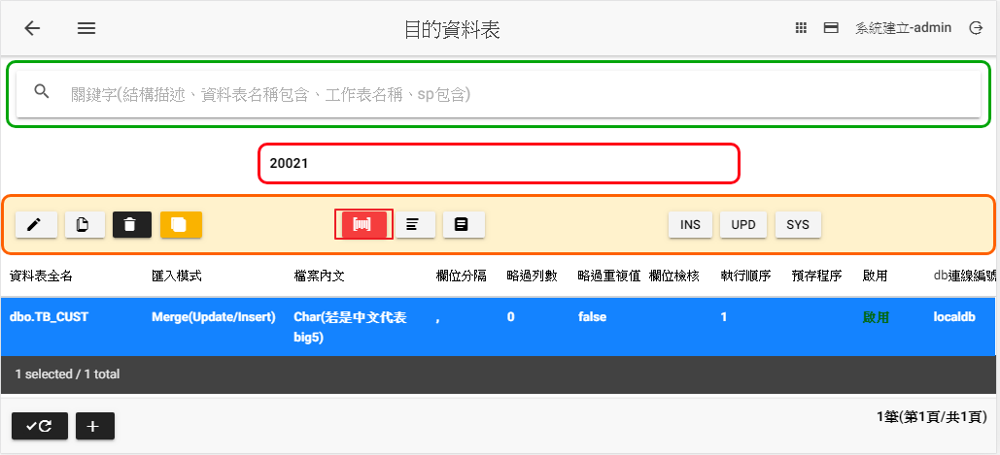 目的資料表
系統建立-admin
關鍵字(結構描述、資料表名稱包含、工作表名稱、sp包含)
20021
INS UPD SYS
資料表全名 匯入模式 檔案內文 欄位分隔 略過列數 略過重複值 欄位檢核 執行順序 預存程序 啟用 db連線編號
dbo.TB_CUST Merge(Update/Insert) Char(若是中文代表 , 0 false 1 啟用 localdb
big5)
1 selected / 1 total
1筆(第1頁/共1頁)